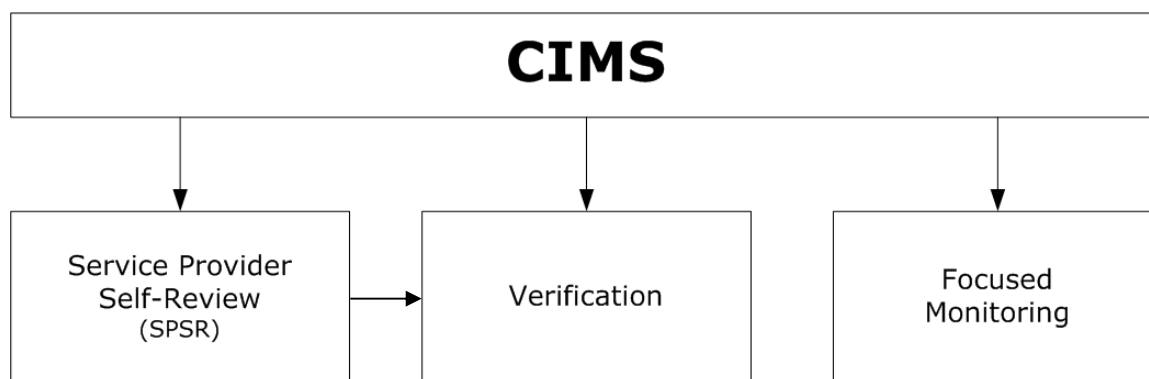 CIMS
Service Provider
Self-Review
(SPSR)
Verification
Focused
Monitoring